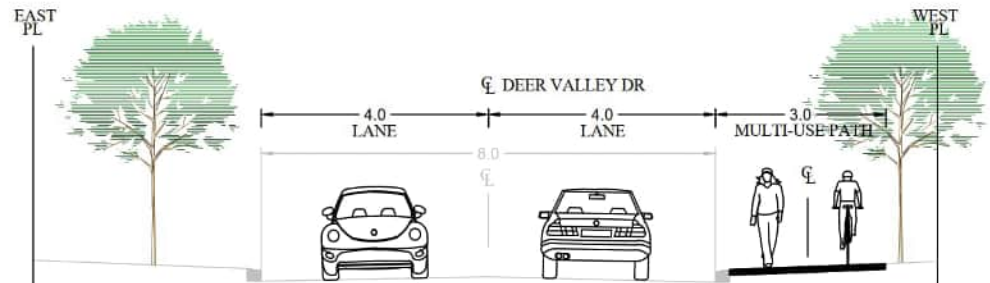 EAST
PL
WEST
PL
℄ DEER VALLEY DR
4.0
LANE
4.0
LANE
3.0
MULTI-USE PATH
8.0
℄
℄